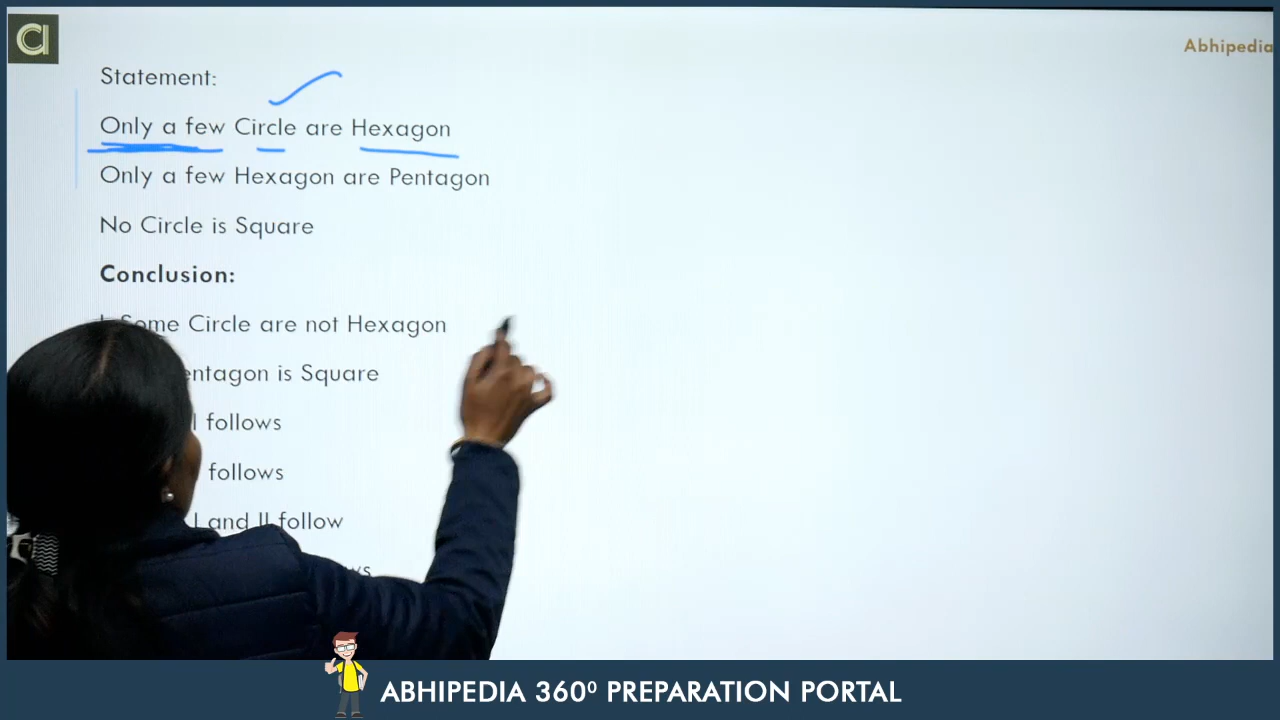 a
Abhipedia
Statement:
Only a few Circle are Hexagon
Only a few Hexagon are Pentagon
No Circle is Square
Conclusion:
Some Circle are not Hexagon
is Square
follows
follows
I and II follow
ABHIPEDIA 360⁰ PREPARATION PORTAL